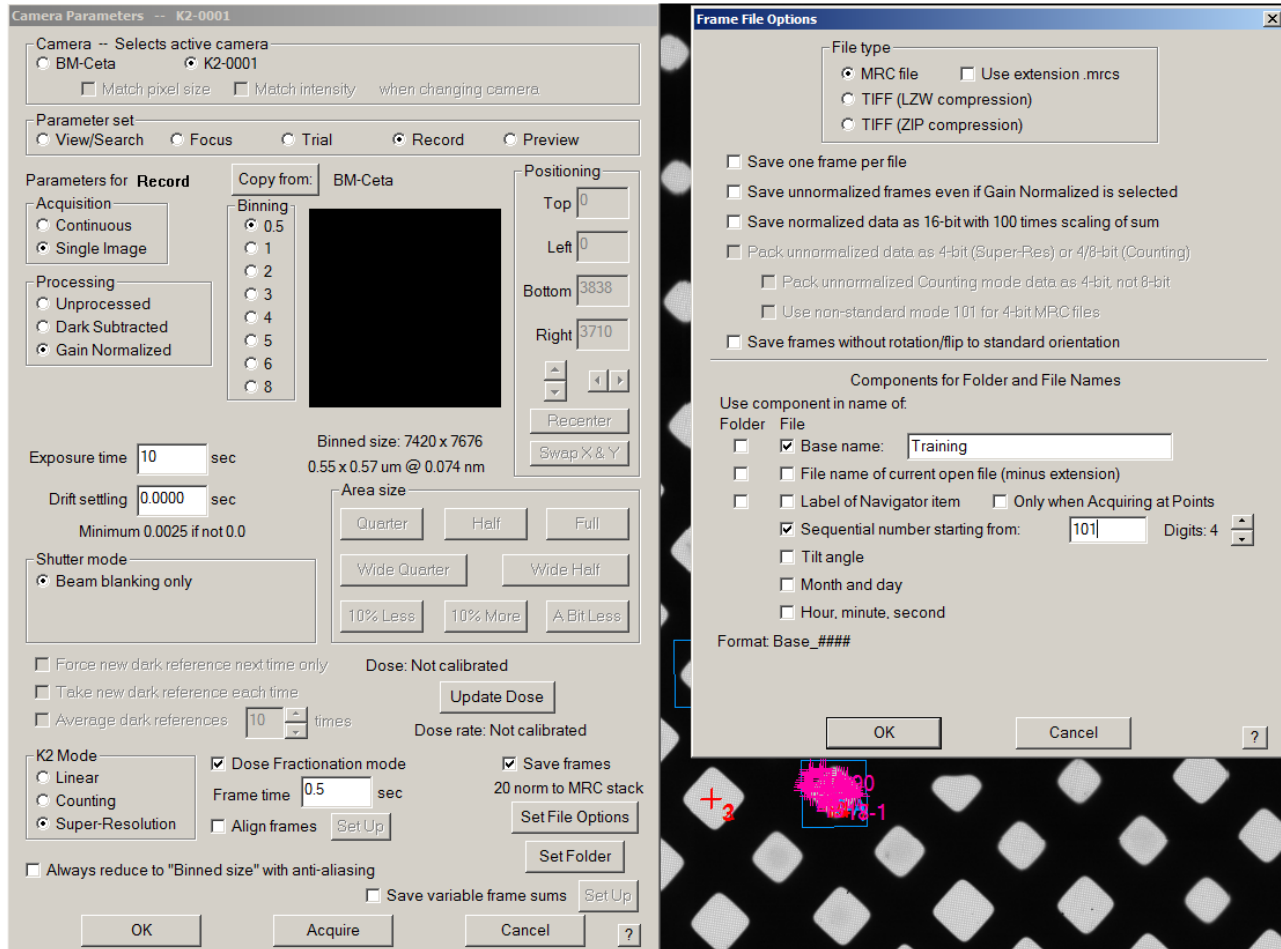 Camera Parameters -- K2-0001
Camera -- Selects active camera
BM-Ceta K2-0001
Match pixel size Match intensity when changing camera
Parameter set
View/Search Focus Trial Record Preview
Parameters for Record Copy from: BM-Ceta
Acquisition
Continuous
Single Image
Processing
Unprocessed
Dark Subtracted
Gain Normalized
Binning
0.5
1
2
3
4
5
6
8
Positioning
Top 0
Left 0
Bottom 3838
Right 3710
Recenter
Swap X & Y
Binned size: 7420 x 7676
0.55 x 0.57 um @ 0.074 nm
Exposure time 10 sec
Drift settling 0.0000 sec
Minimum 0.0025 if not 0.0
Shutter mode
Beam blanking only
Area size
Quarter Half Full
Wide Quarter Wide Half
10% Less 10% More A Bit Less
Force new dark reference next time only
Take new dark reference each time
Average dark references 10 times
Dose: Not calibrated
Update Dose
Dose rate: Not calibrated
K2 Mode
Linear
Counting
Super-Resolution
Dose Fractionation mode
Frame time 0.5 sec
Align frames Set Up
Save frames
20 norm to MRC stack
Set File Options
Set Folder
Always reduce to "Binned size" with anti-aliasing
Save variable frame sums Set Up
OK Acquire Cancel ?
Frame File Options
File type
MRC file Use extension .mrcs
TIFF (LZW compression)
TIFF (ZIP compression)
Save one frame per file
Save unnormalized frames even if Gain Normalized is selected
Save normalized data as 16-bit with 100 times scaling of sum
Pack unnormalized data as 4-bit (Super-Res) or 4/8-bit (Counting)
Pack unnormalized Counting mode data as 4-bit, not 8-bit
Use non-standard mode 101 for 4-bit MRC files
Save frames without rotation/flip to standard orientation
Components for Folder and File Names
Use component in name of:
Folder File
Base name: Training
File name of current open file (minus extension)
Label of Navigator item Only when Acquiring at Points
Sequential number starting from: 101 Digits: 4
Tilt angle
Month and day
Hour, minute, second
Format: Base_####
OK Cancel ?
3